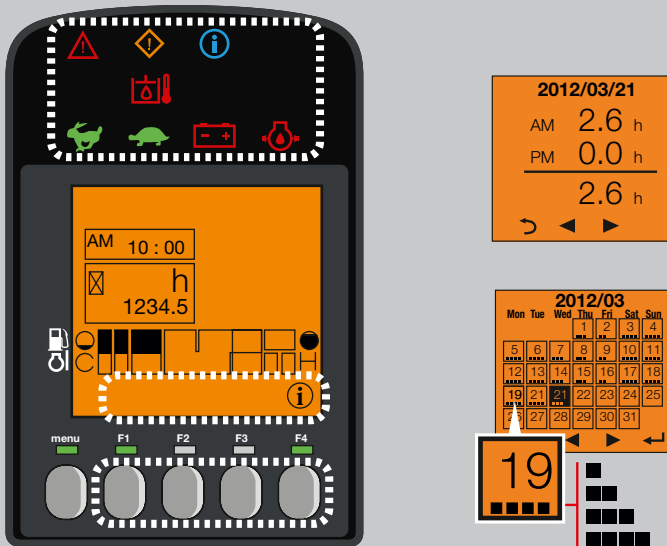 AM 10 : 00
h
1234.5
C H
i
menu F1 F2 F3 F4
2012/03/21
AM 2.6 h
PM 0.0 h
2.6 h
2012/03
Mon Tue Wed Thu Fri Sat Sun
1 2 3 4
5 6 7 8 9 10 11
12 13 14 15 16 17 18
19 21 21 22 23 24 25
26 27 28 29 30 31
19